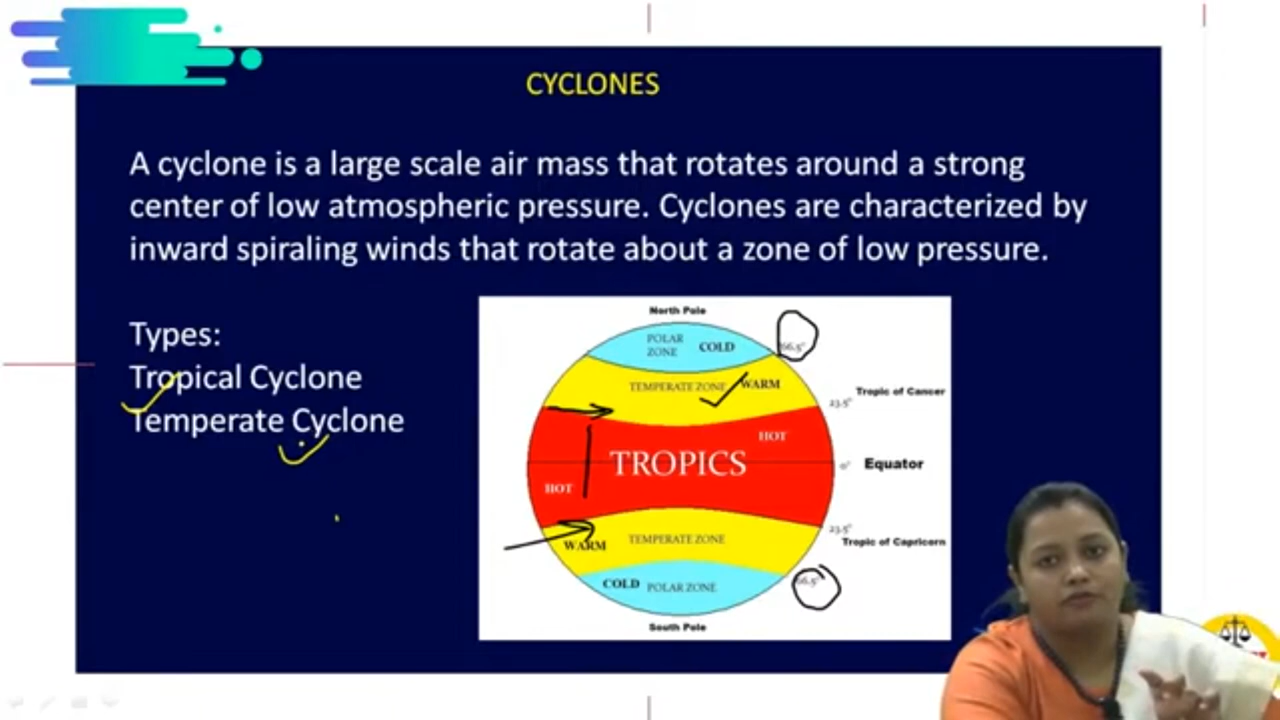 CYCLONES
A cyclone is a large scale air mass that rotates around a strong
center of low atmospheric pressure. Cyclones are characterized by
inward spiraling winds that rotate about a zone of low pressure.
Types:
Tropical Cyclone
Temperate Cyclone
North Pole
POLAR
ZONE
COLD
66.5°
TEMPERATE ZONE
WARM
Tropic of Cancer
23.5°
HOT
TROPICS
0°
Equator
HOT
23.5°
Tropic of Capricorn
WARM
TEMPERATE ZONE
COLD
POLAR ZONE
66.5°
South Pole